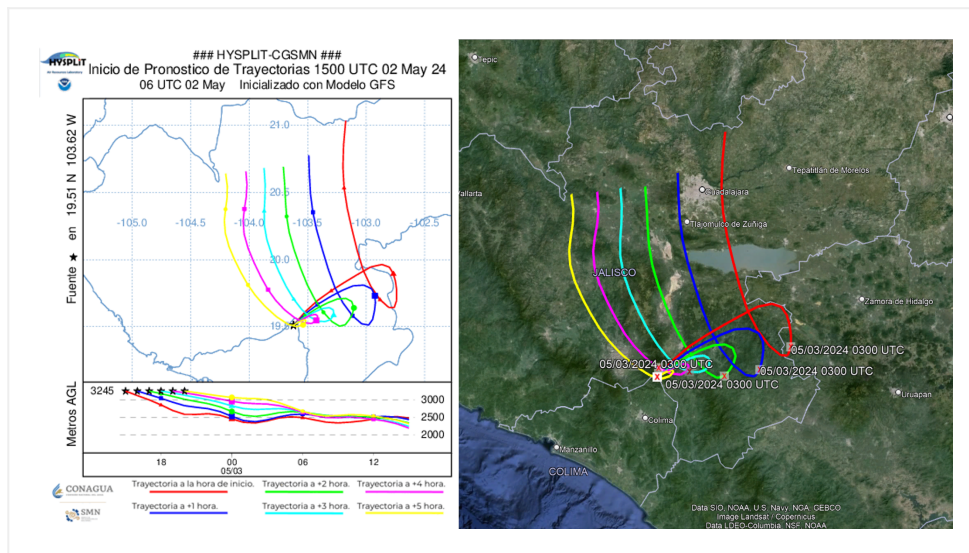 HYSPLIT
Air Resources Laboratory
### HYSPLIT-CGSMN ###
Inicio de Pronostico de Trayectorias 1500 UTC 02 May 24
06 UTC 02 May Inicializado con Modelo GFS
Fuente ★ en 19.51 N 103.62 W
21.0
20.5
-105.0 -104.5 -104.0 -103.5 -103.0 -102.5
20.0
19.5
Metros AGL
3245
3000
2500
2000
18 00 06 12
05/03
CONAGUA
SMN
Trayectoria a la hora de inicio.
Trayectoria a +2 hora.
Trayectoria a +4 hora.
Trayectoria a +1 hora.
Trayectoria a +3 hora.
Trayectoria a +5 hora.
Tepic
Tepatitlán de Morelos
Guadalajara
allarta
Tlajomulco de Zuñiga
JALISCO
Zamora de Hidalgo
05/03/2024 0300 UTC
05/03/2024 0300 UTC
05/03/2024 0300 UTC
05/03/2024 0300 UTC
Uruapan
Colima
Manzanillo
COLIMA
Data SIO, NOAA, U.S. Navy, NGA, GEBCO
Image Landsat / Copernicus
Data LDEO-Columbia, NSF, NOAA